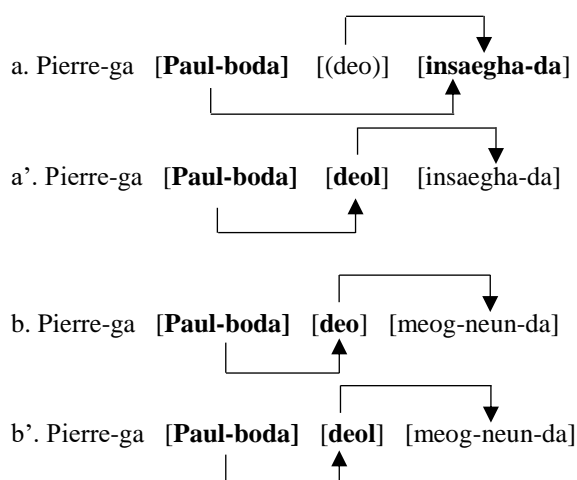 a. Pierre-ga [Paul-boda] [(deo)] [insaegha-da]
a’. Pierre-ga [Paul-boda] [deol] [insaegha-da]
b. Pierre-ga [Paul-boda] [deo] [meog-neun-da]
b’. Pierre-ga [Paul-boda] [deol] [meog-neun-da]